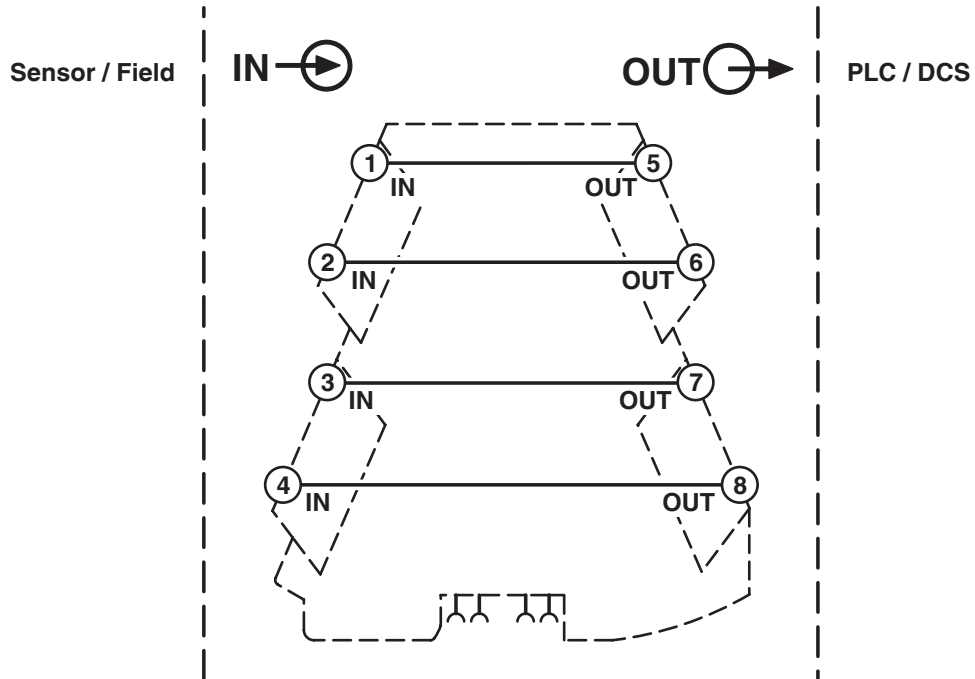 Sensor / Field IN OUT PLC / DCS
1 5
IN OUT
2 6
IN OUT
3 7
IN OUT
4 8
IN OUT